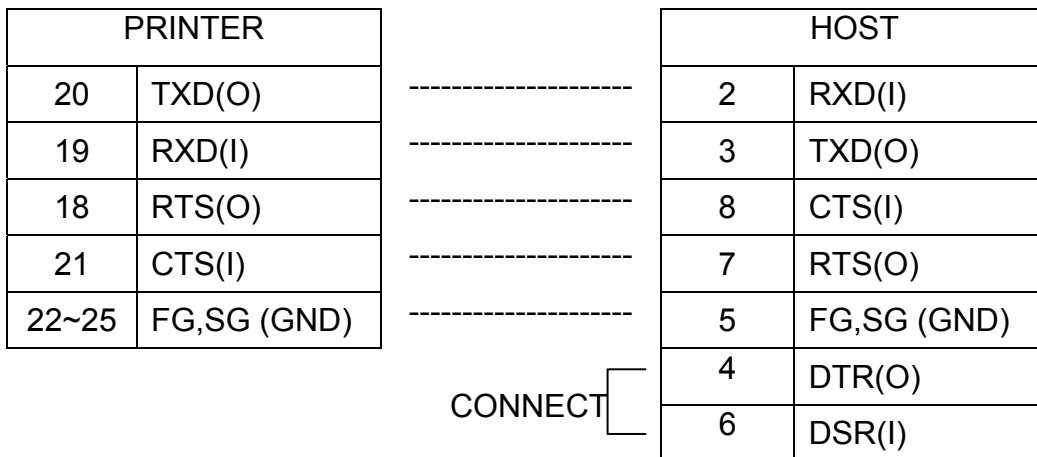 PRINTER HOST
20 TXD(O) --------------------- 2 RXD(I)
19 RXD(I) --------------------- 3 TXD(O)
18 RTS(O) --------------------- 8 CTS(I)
21 CTS(I) --------------------- 7 RTS(O)
22~25 FG,SG (GND) --------------------- 5 FG,SG (GND)
4 DTR(O)
CONNECT
6 DSR(I)